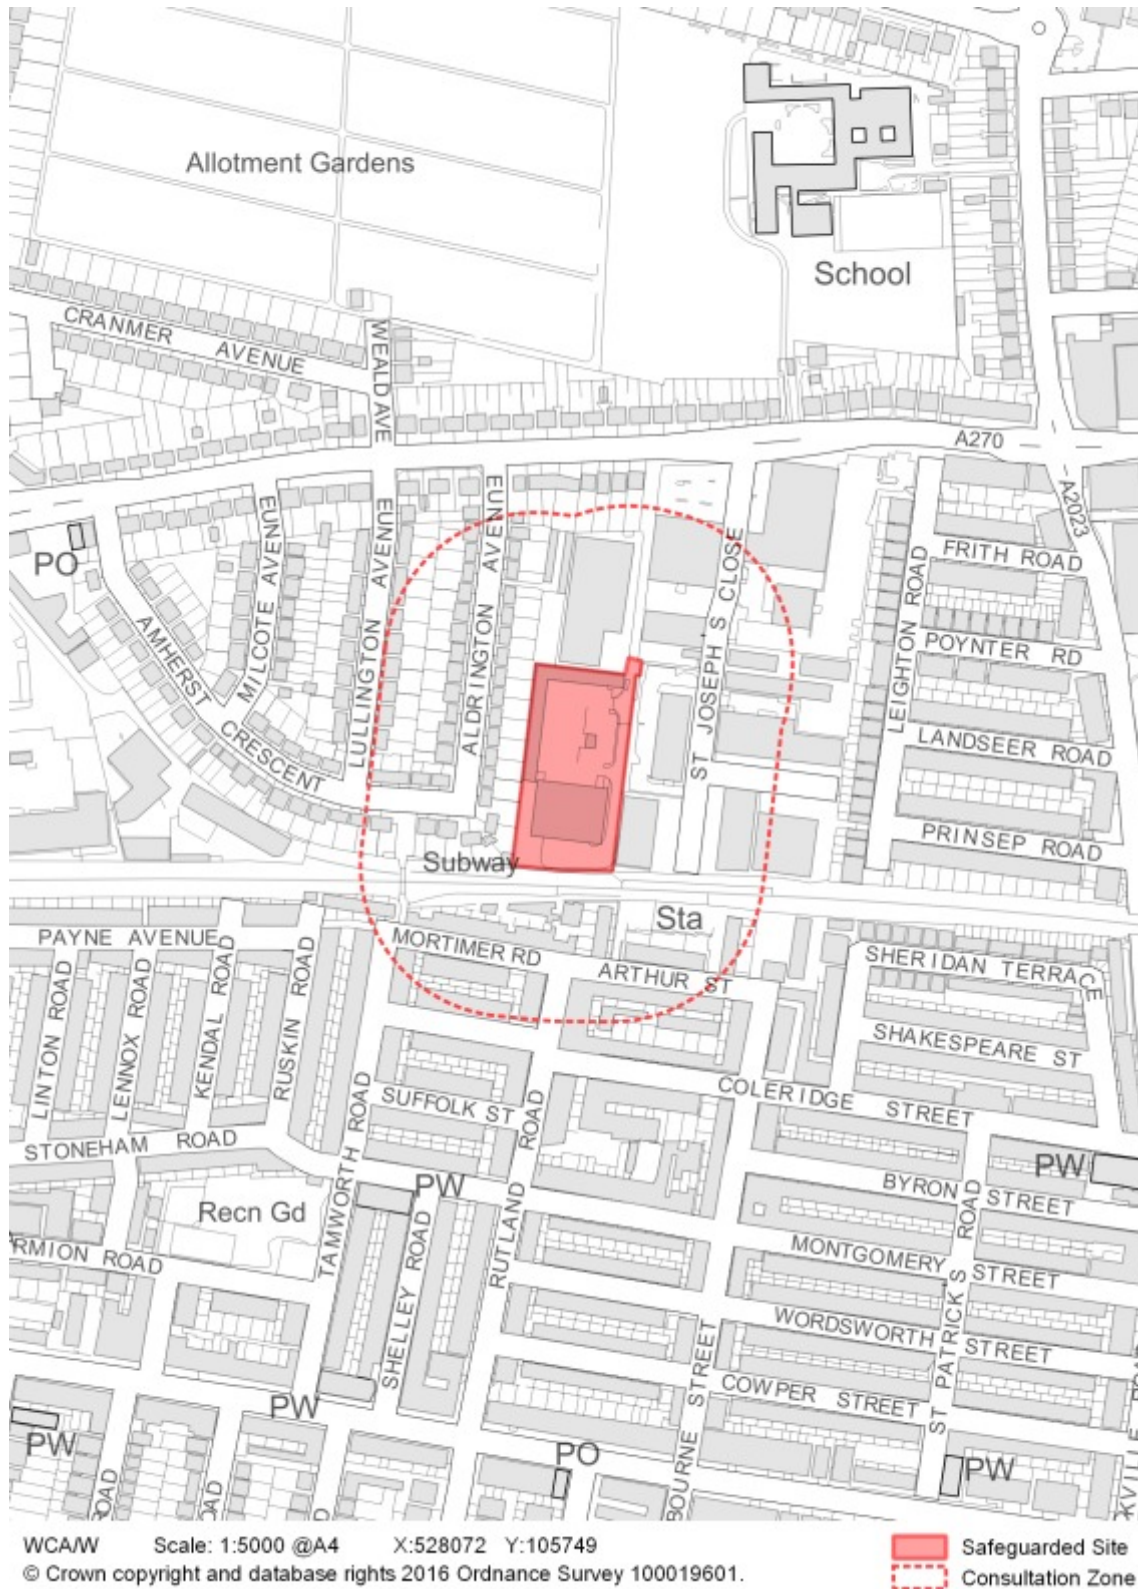 Allotment Gardens
School
CRANMER AVENUE
WEALD AVE
A270
A2023
PO
AMHERST CRESCENT
MILCOTE AVENUE
LULLINGTON AVENUE
ALDRINGTON AVENUE
ST JOSEPH S CLOSE
LEIGHTON ROAD
FRITH ROAD
POYNTER RD
LANDSEER ROAD
PRINSEP ROAD
Subway
Sta
PAYNE AVENUE
LINTON ROAD
LENNOX ROAD
KENDAL ROAD
RUSKIN ROAD
MORTIMER RD
ARTHUR ST
SHERIDAN TERRACE
SHAKESPEARE ST
COLERIDGE STREET
SUFFOLK ST
STONEHAM ROAD
TAMWORTH ROAD
RUTLAND ROAD
PW
PW
BYRON STREET
Recn Gd
RMION ROAD
SHELLEY ROAD
MONTGOMERY STREET
WORDSWORTH STREET
COWPER STREET
ST PATRICK S ROAD
BOURNE STREET
PW
PW
PO
PW
ROAD
OAD
WCA/W Scale: 1:5000 @A4 X:528072 Y:105749
© Crown copyright and database rights 2016 Ordnance Survey 100019601.
Safeguarded Site
Consultation Zone